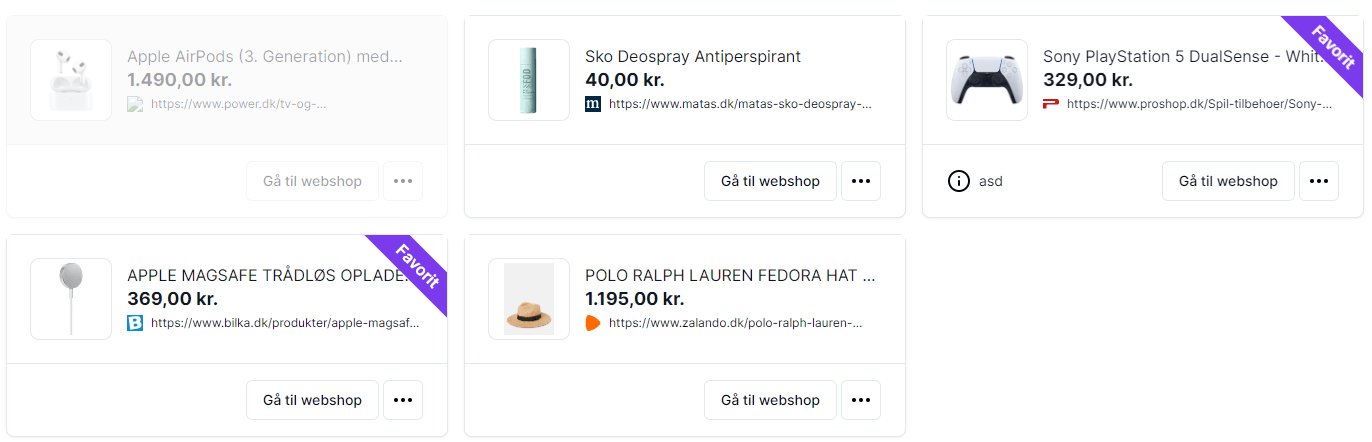 Apple AirPods (3. Generation) med...
1.490,00 kr.
https://www.power.dk/tv-og-...
Gå til webshop
Sko Deospray Antiperspirant
40,00 kr.
m https://www.matas.dk/matas-sko-deospray-...
Gå til webshop
Favorit
Sony PlayStation 5 DualSense - Whit...
329,00 kr.
https://www.proshop.dk/Spil-tilbehoer/Sony-...
asd
Gå til webshop
Favorit
APPLE MAGSAFE TRÅDLØS OPLADE...
369,00 kr.
B https://www.bilka.dk/produkter/apple-magsaf...
Gå til webshop
POLO RALPH LAUREN FEDORA HAT ...
1.195,00 kr.
https://www.zalando.dk/polo-ralph-lauren-...
Gå til webshop